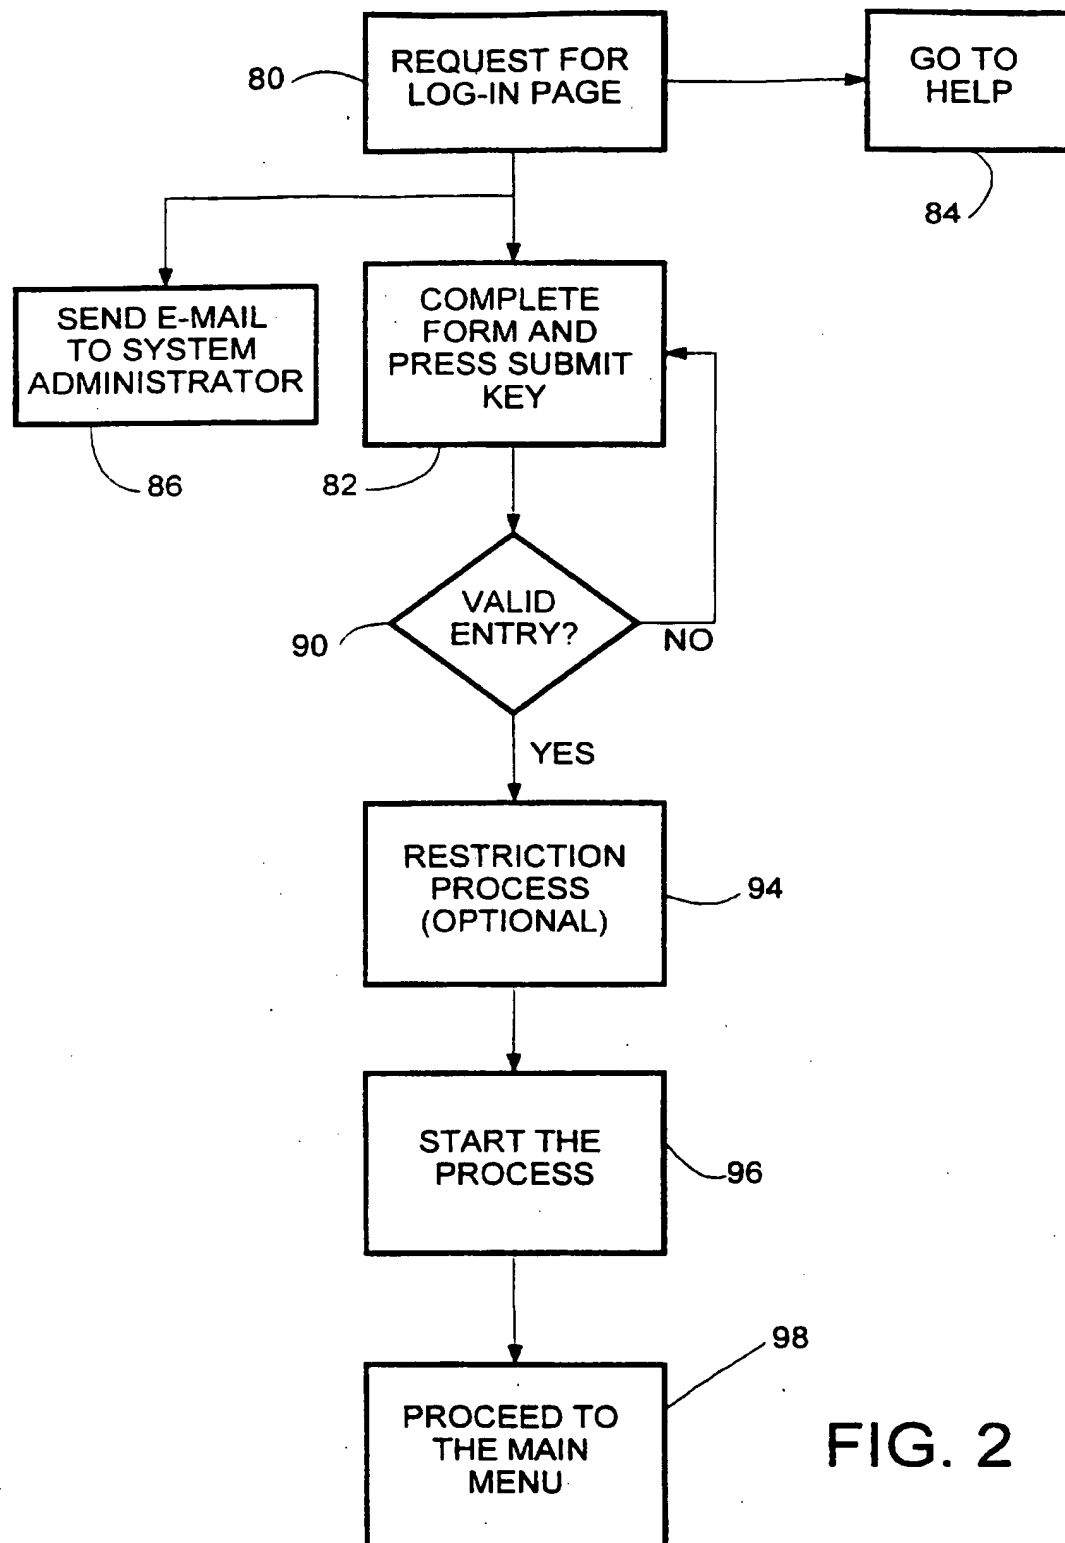 REQUEST FOR
LOG-IN PAGE
80
GO TO
HELP
84
SEND E-MAIL
TO SYSTEM
ADMINISTRATOR
86
COMPLETE
FORM AND
PRESS SUBMIT
KEY
82
VALID
ENTRY?
90
NO
YES
RESTRICTION
PROCESS
(OPTIONAL)
94
START THE
PROCESS
96
98
PROCEED TO
THE MAIN
MENU
FIG. 2